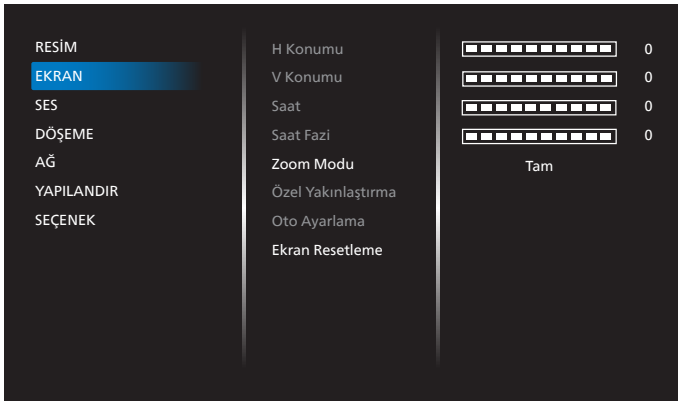 RESİM
EKRAN
SES
DÖŞEME
AĞ
YAPILANDIR
SEÇENEK
H Konumu 0
V Konumu 0
Saat 0
Saat Fazi 0
Zoom Modu Tam
Özel Yakınlaştırma
Oto Ayarlama
Ekran Resetleme